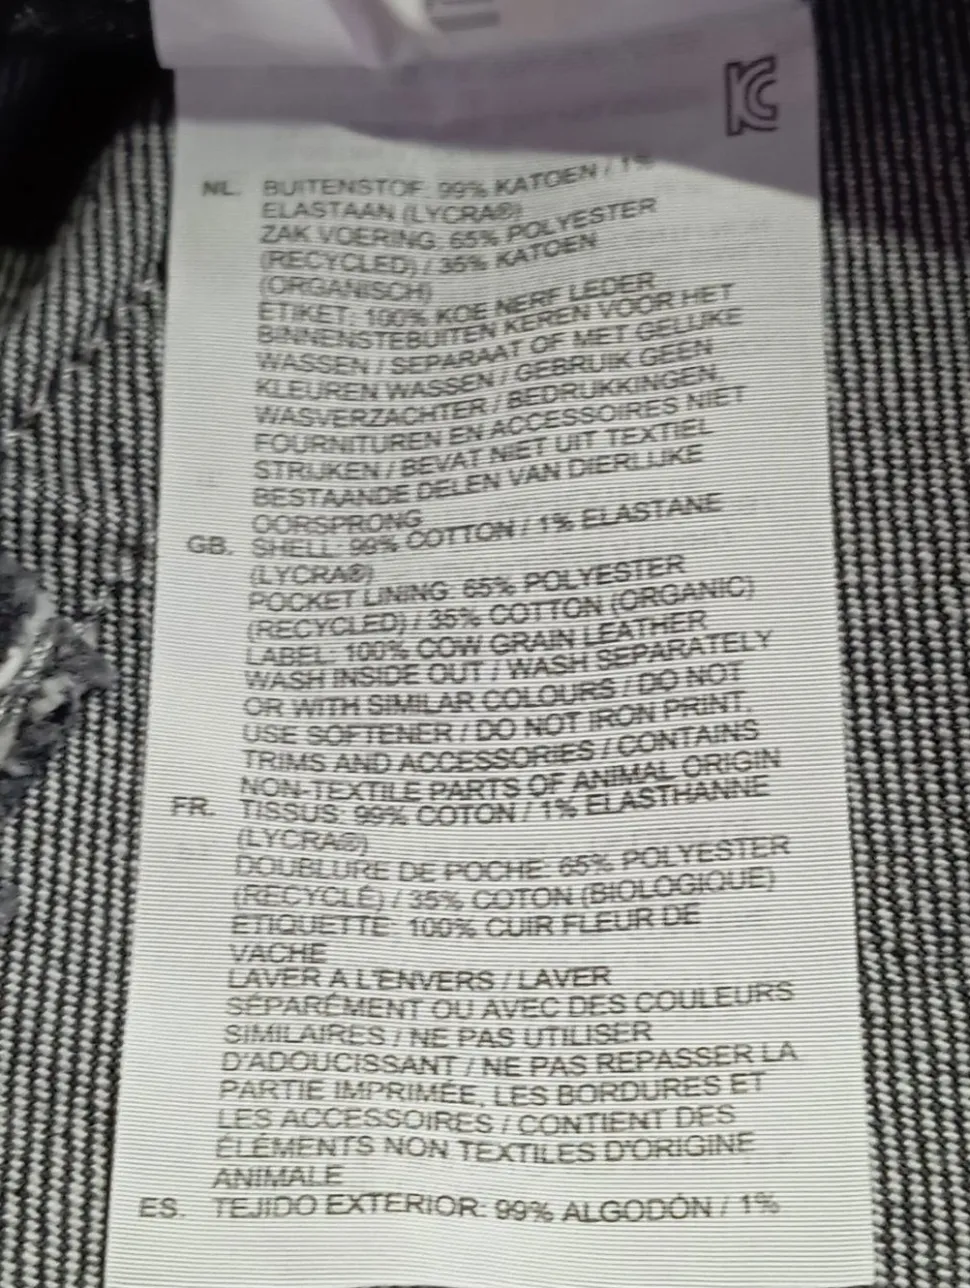 KC
NL. BUITENSTOF: 99% KATOEN / 1%
ELASTAAN (LYCRA®)
ZAK VOERING: 65% POLYESTER
(RECYCLED) / 35% KATOEN
(ORGANISCH)
ETIKET: 100% KOE NERF LEDER
BINNENSTEBUITEN KEREN VOOR HET
WASSEN / SEPARAAT OF MET GELIJKE
KLEUREN WASSEN / GEBRUIK GEEN
WASVERZACHTER / BEDRUKKINGEN,
FOURNITUREN EN ACCESSOIRES NIET
STRIJKEN / BEVAT NIET UIT TEXTIEL
BESTAANDE DELEN VAN DIERLIJKE
OORSPRONG
GB. SHELL: 99% COTTON / 1% ELASTANE
(LYCRA®)
POCKET LINING: 65% POLYESTER
(RECYCLED) / 35% COTTON (ORGANIC)
LABEL: 100% COW GRAIN LEATHER
WASH INSIDE OUT / WASH SEPARATELY
OR WITH SIMILAR COLOURS / DO NOT
USE SOFTENER / DO NOT IRON PRINT,
TRIMS AND ACCESSORIES / CONTAINS
NON-TEXTILE PARTS OF ANIMAL ORIGIN
FR. TISSUS: 99% COTON / 1% ELASTHANNE
(LYCRA®)
DOUBLURE DE POCHE: 65% POLYESTER
(RECYCLÉ) / 35% COTON (BIOLOGIQUE)
ETIQUETTE: 100% CUIR FLEUR DE
VACHE
LAVER A L'ENVERS / LAVER
SÉPARÉMENT OU AVEC DES COULEURS
SIMILAIRES / NE PAS UTILISER
D'ADOUCISSANT / NE PAS REPASSER LA
PARTIE IMPRIMÉE, LES BORDURES ET
LES ACCESSOIRES / CONTIENT DES
ÉLÉMENTS NON TEXTILES D'ORIGINE
ANIMALE
ES. TEJIDO EXTERIOR: 99% ALGODÓN / 1%